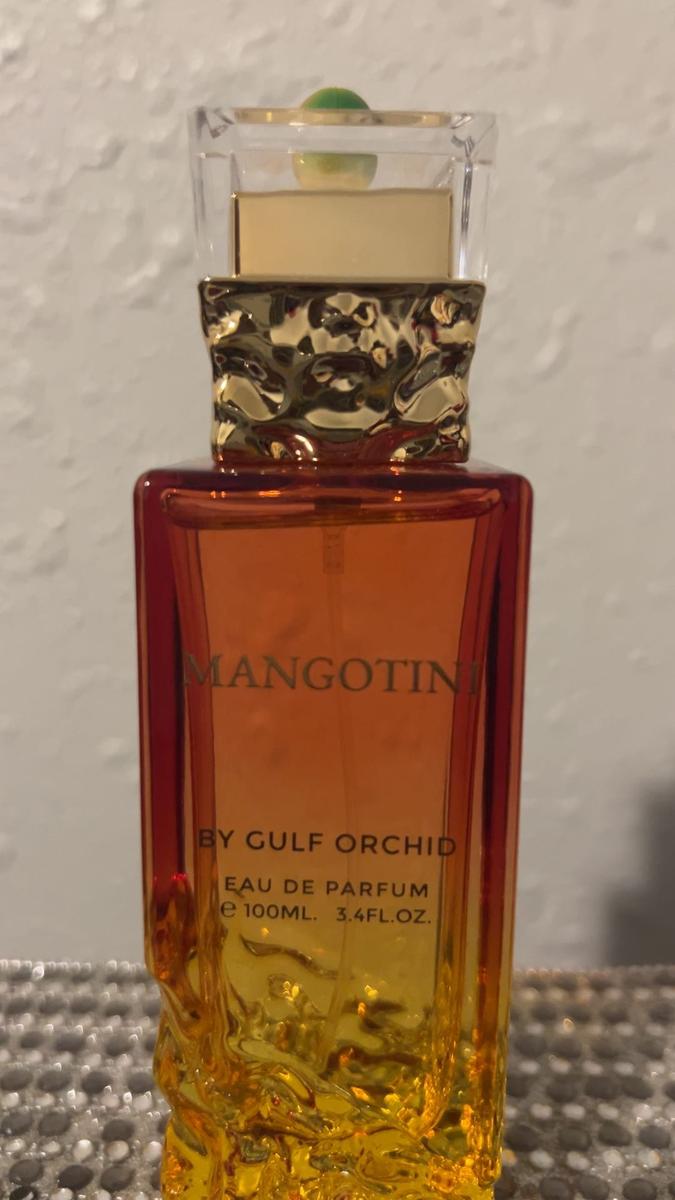 MANGOTINI
BY GULF ORCHID
EAU DE PARFUM
℮ 100ML. 3.4FL.OZ.